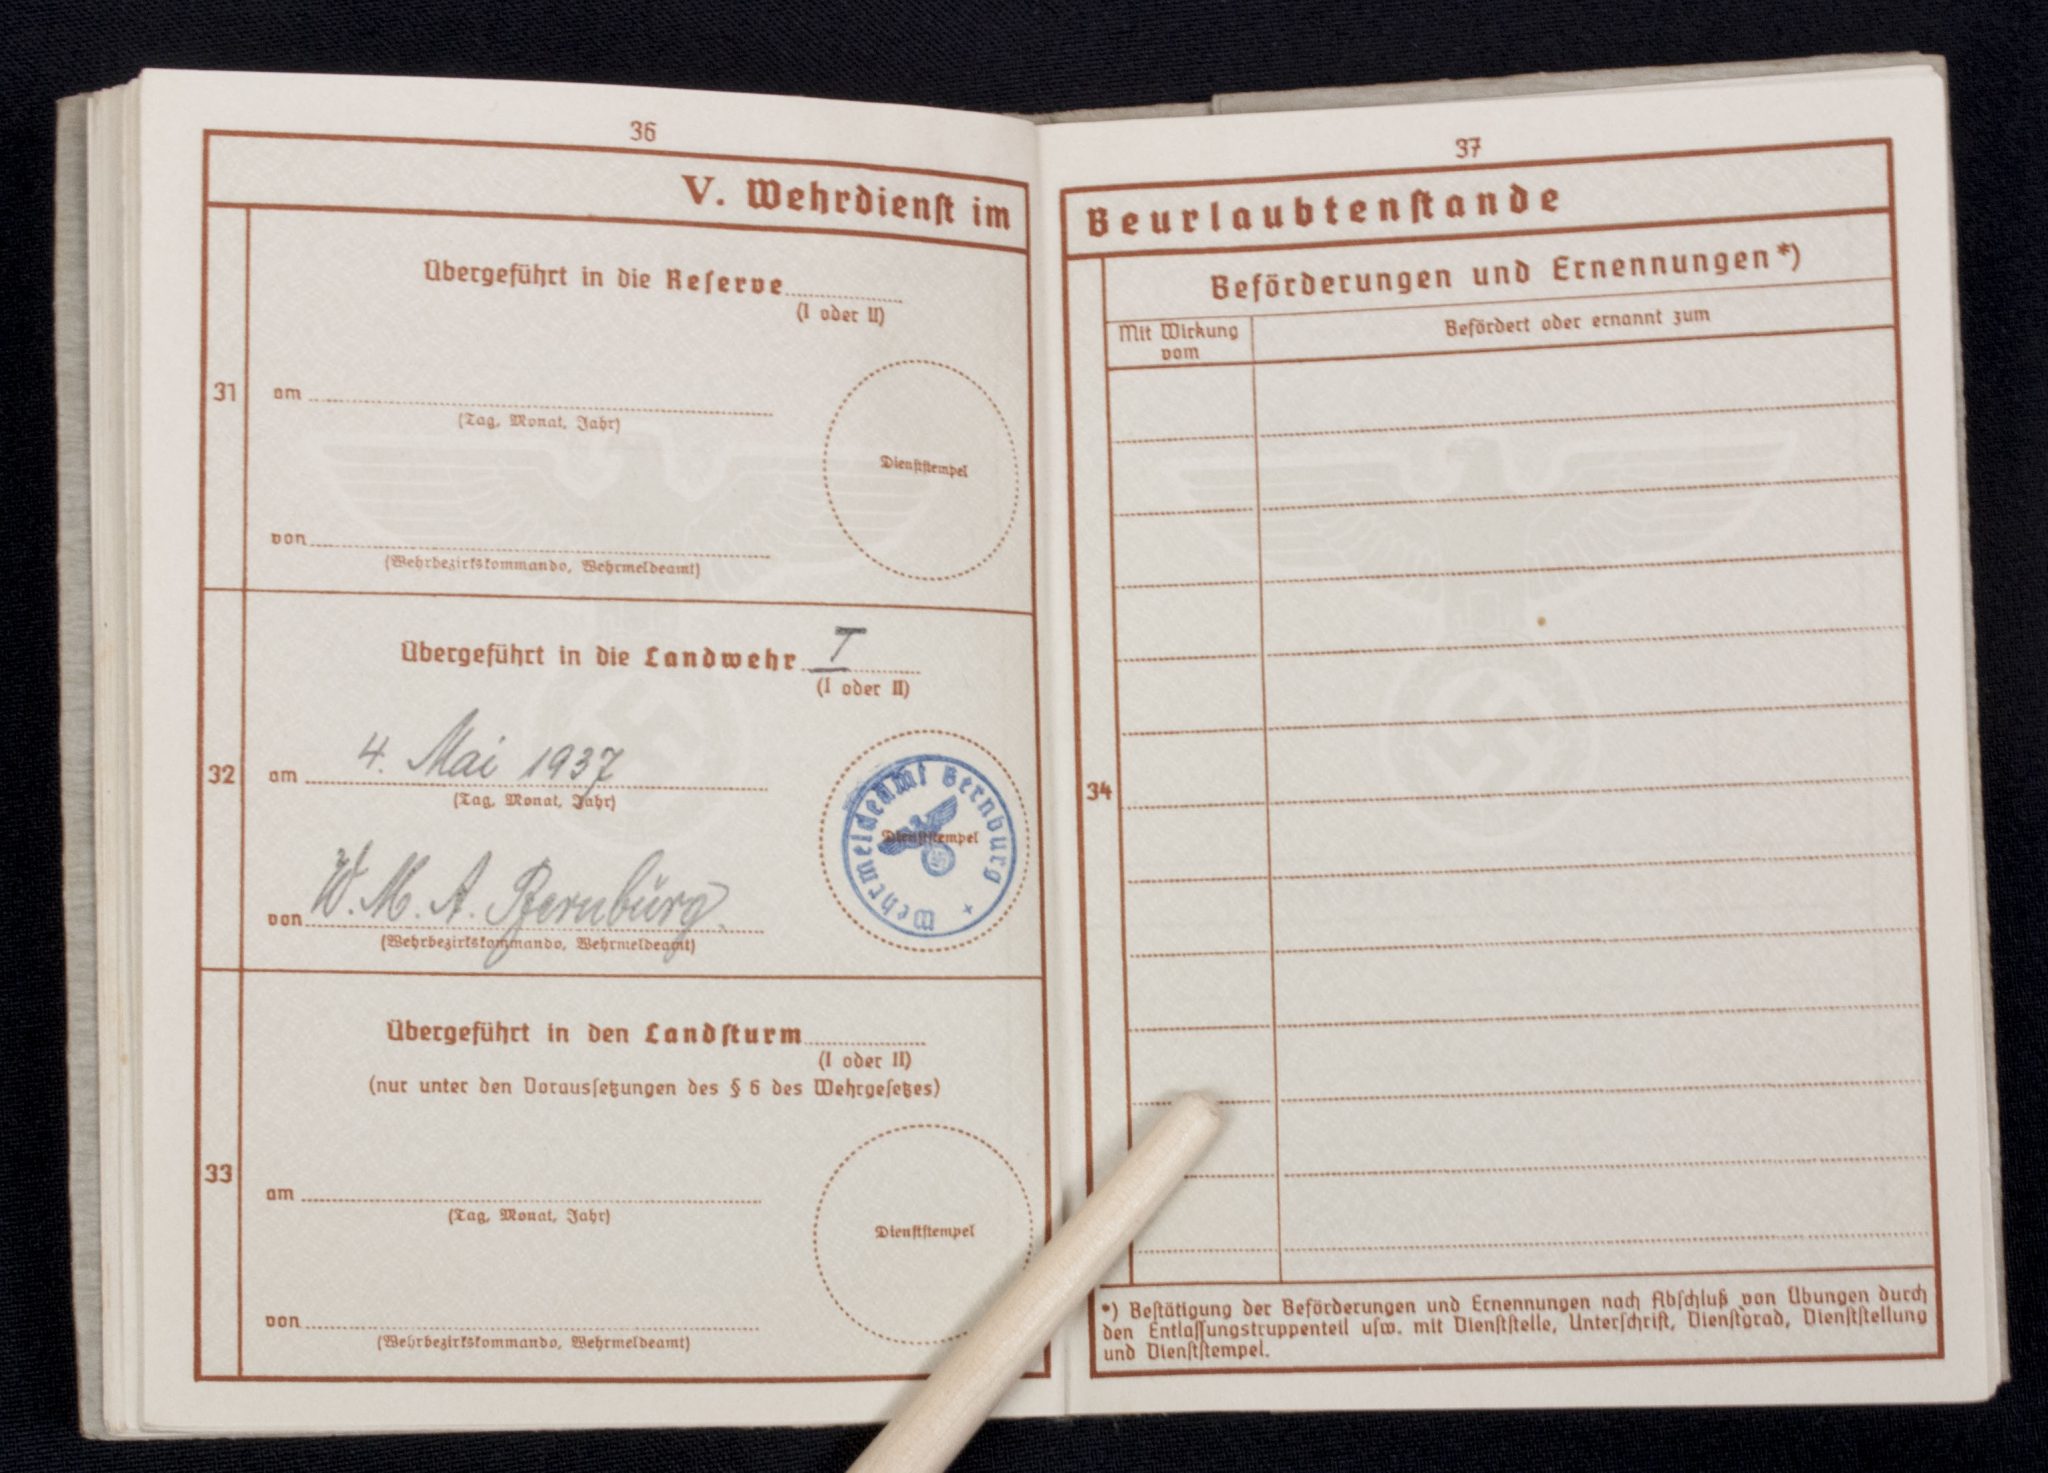 36
V. Wehrdienst im
Übergeführt in die Reserve
(I oder II)
31
am
(Tag, Monat, Jahr)
Dienststempel
von
(Wehrbezirkskommando, Wehrmeldeamt)
Übergeführt in die Landwehr I
(I oder II)
32
am 4. Mai 1937
(Tag, Monat, Jahr)
Wehrmeldeamt Bernburg
Dienststempel
von W. M. A. Bernburg.
(Wehrbezirkskommando, Wehrmeldeamt)
Übergeführt in den Landsturm
(I oder II)
(nur unter den Voraussetzungen des § 6 des Wehrgesetzes)
33
am
(Tag, Monat, Jahr)
Dienststempel
von
(Wehrbezirkskommando, Wehrmeldeamt)
37
Beurlaubtenstande
Beförderungen und Ernennungen*)
Mit Wirkung
vom
Befördert oder ernannt zum
34
*) Bestätigung der Beförderungen und Ernennungen nach Abschluß von Übungen durch
den Entlassungstruppenteil usw. mit Dienststelle, Unterschrift, Dienstgrad, Dienststellung
und Dienststempel.